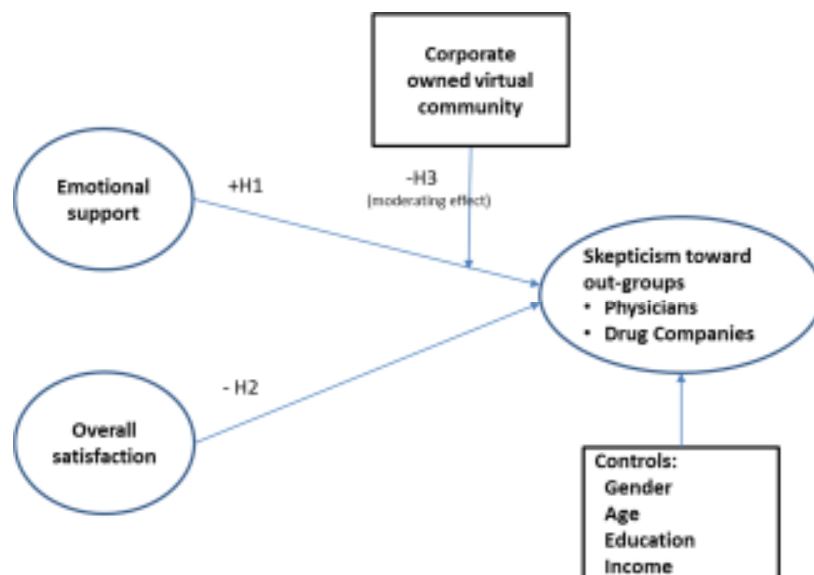 Corporate
owned virtual
community
Emotional
support
+H1
-H3
(moderating effect)
Skepticism toward
out-groups
• Physicians
• Drug Companies
- H2
Overall
satisfaction
Controls:
Gender
Age
Education
Income